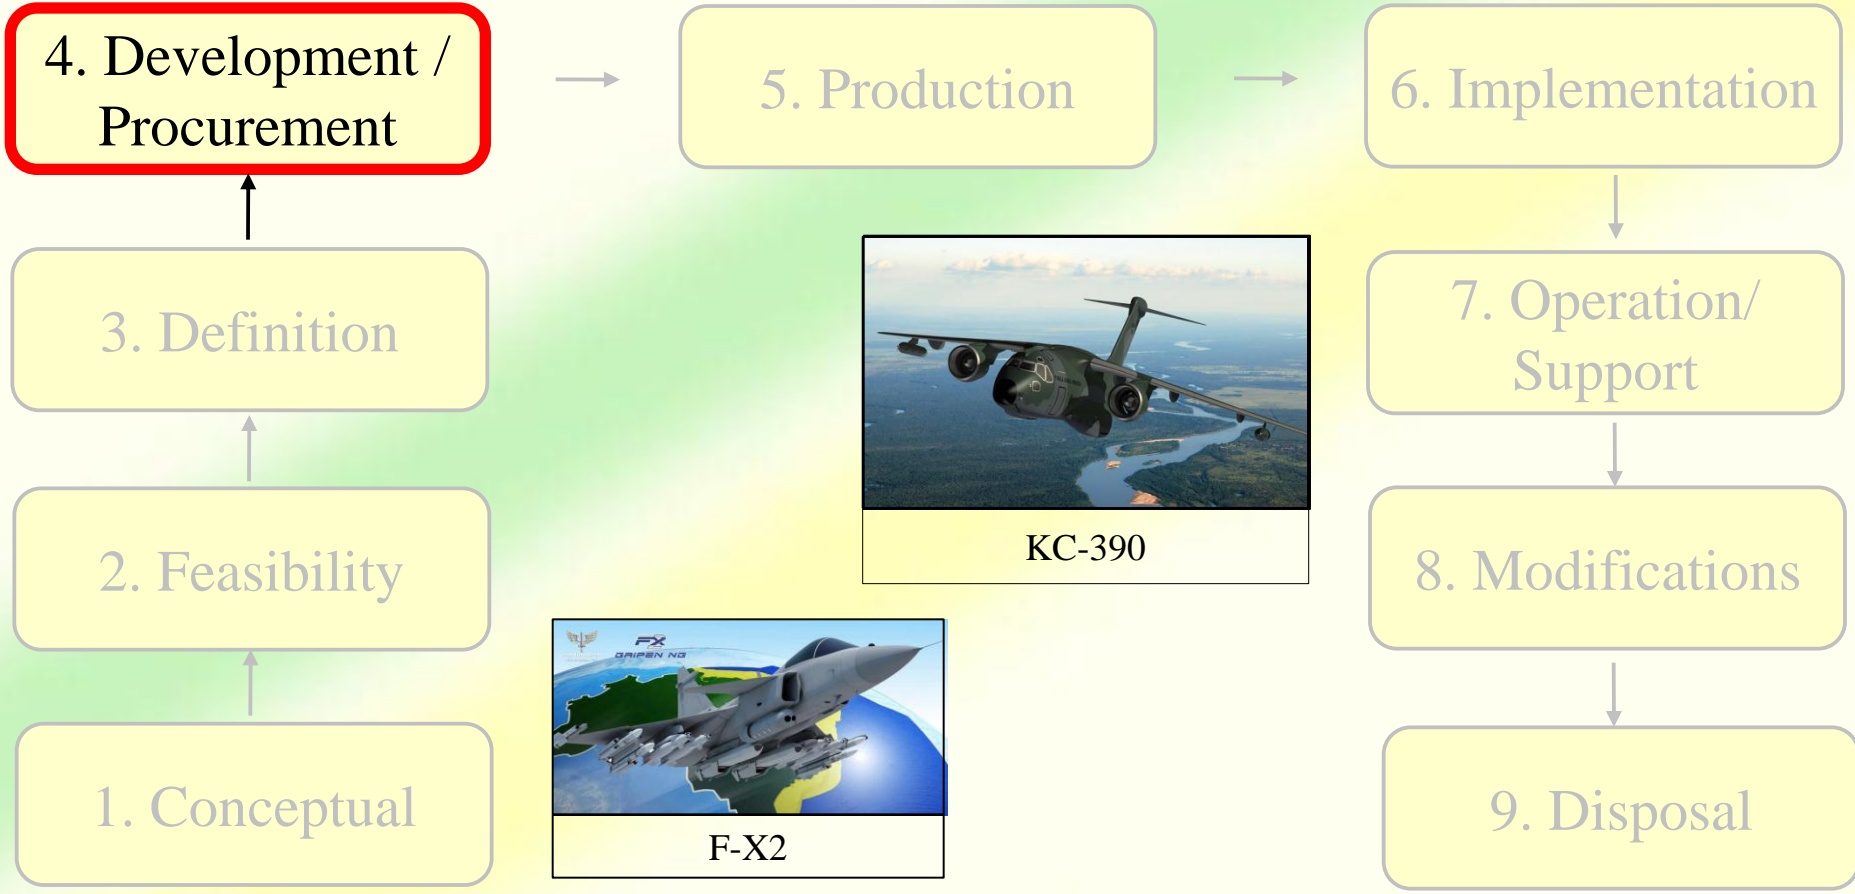 4. Development /
Procurement
5. Production
6. Implementation
3. Definition
7. Operation/
Support
KC-390
2. Feasibility
8. Modifications
FX
GRIPEN NG
F-X2
1. Conceptual
9. Disposal